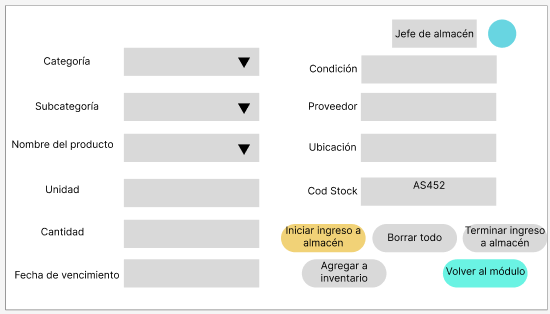 Jefe de almacén
Categoría
Condición
Subcategoría
Proveedor
Nombre del producto
Ubicación
Unidad
Cod Stock
AS452
Cantidad
Iniciar ingreso a
almacén
Borrar todo
Terminar ingreso
a almacén
Fecha de vencimiento
Agregar a
inventario
Volver al módulo